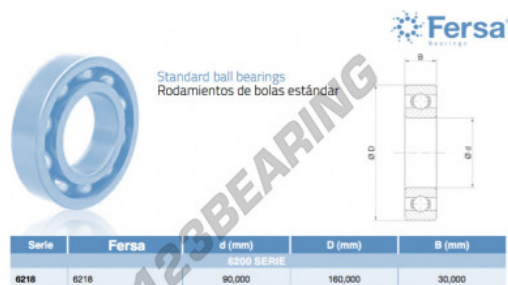 Fersa
Bearings
Standard ball bearings
Rodamientos de bolas estándar
B
Ø D
Ø d
123BEARING
Serie Fersa d (mm) D (mm) B (mm)
6200 SERIE
6218 6218 90,000 160,000 30,000